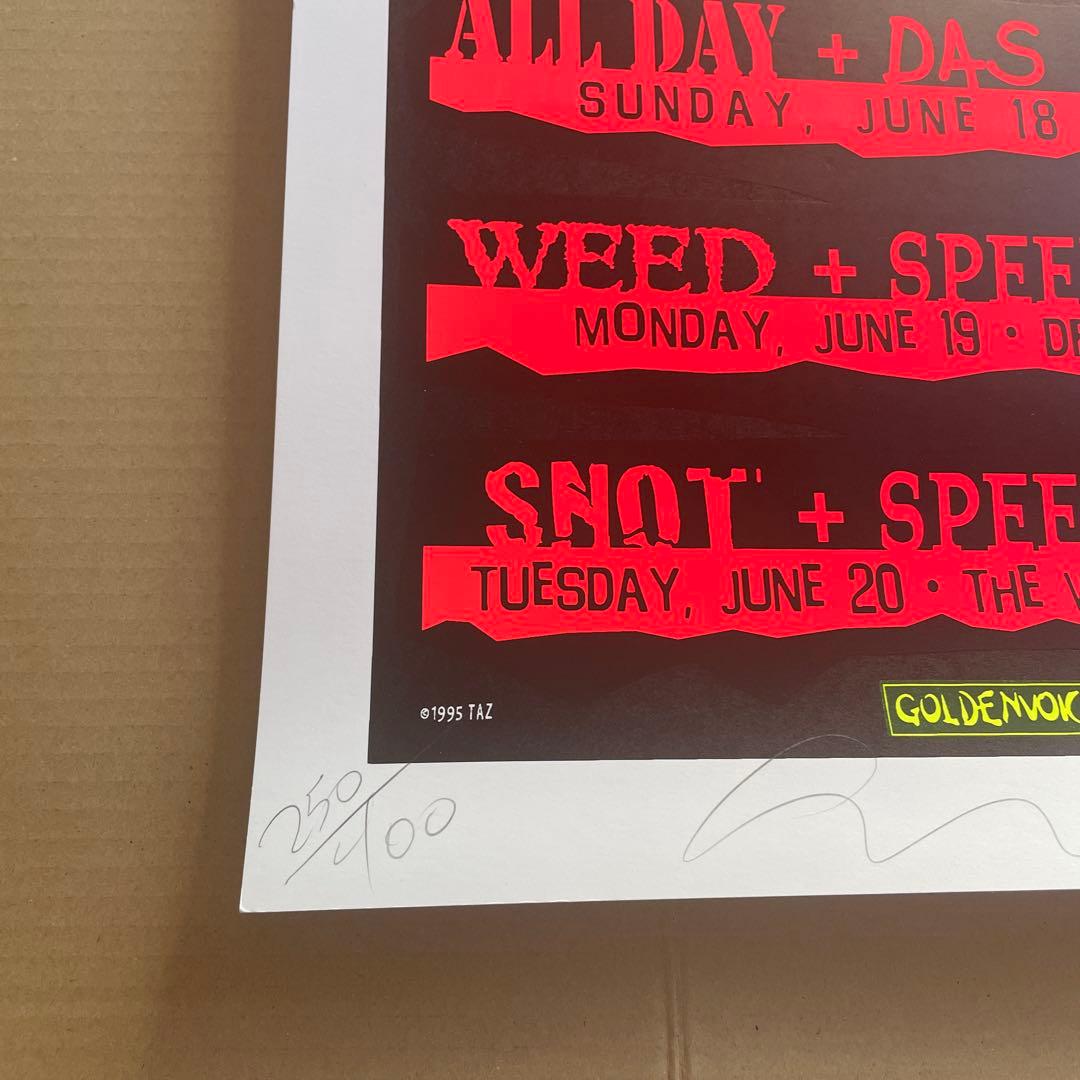 ALL DAY + DAS
SUNDAY, JUNE 18
WEED + SPEE
MONDAY, JUNE 19 · DE
SNOT + SPEE
TUESDAY, JUNE 20 · THE
©1995 TAZ
GOLDENVOIC
250/400